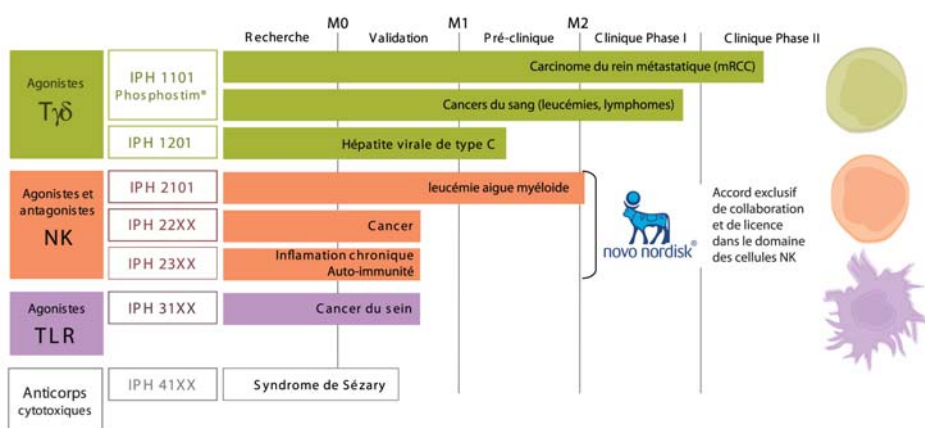 M0
M1
M2
Recherche
Validation
Pré-clinique
Clinique Phase I
Clinique Phase II
Agonistes
Tγδ
IPH 1101
Phosphostim®
Carcinome du rein métastatique (mRCC)
Cancers du sang (leucémies, lymphomes)
IPH 1201
Hépatite virale de type C
Agonistes et
antagonistes
NK
IPH 2101
leucémie aigue myéloide
IPH 22XX
Cancer
IPH 23XX
Inflamation chronique
Auto-immunité
novo nordisk®
Accord exclusif
de collaboration
et de licence
dans le domaine
des cellules NK
Agonistes
TLR
IPH 31XX
Cancer du sein
Anticorps
cytotoxiques
IPH 41XX
Syndrome de Sézary